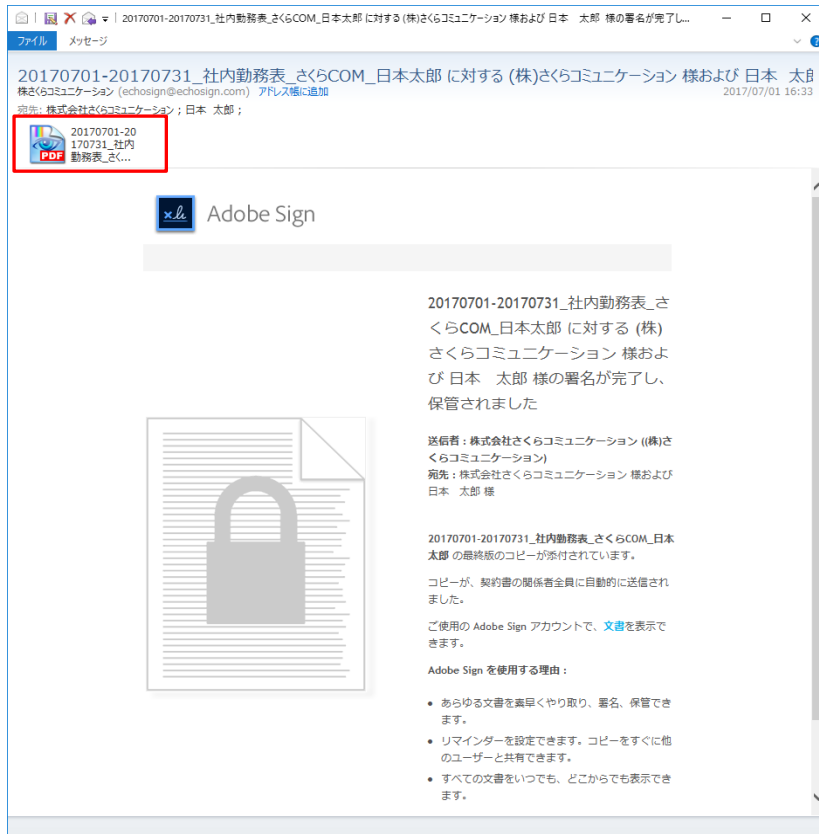 20170701-20170731_社内勤務表_さくらCOM_日本太郎 に対する (株)さくらコミュニケーション 様および 日本　太郎 様の署名が完了し...
ファイル メッセージ
20170701-20170731_社内勤務表_さくらCOM_日本太郎 に対する (株)さくらコミュニケーション 様および 日本　太郎
株さくらコミュニケーション (echosign@echosign.com) アドレス帳に追加 2017/07/01 16:33
宛先: 株式会社さくらコミュニケーション ; 日本　太郎 ;
20170701-20
170731_社内
勤務表_さく...
PDF
Adobe Sign
20170701-20170731_社内勤務表_さ
くらCOM_日本太郎 に対する (株)
さくらコミュニケーション 様およ
び 日本　太郎 様の署名が完了し、
保管されました
送信者：株式会社さくらコミュニケーション ((株)さ
くらコミュニケーション)
宛先：株式会社さくらコミュニケーション 様および
日本　太郎 様
20170701-20170731_社内勤務表_さくらCOM_日本
太郎 の最終版のコピーが添付されています。
コピーが、契約書の関係者全員に自動的に送信され
ました。
ご使用の Adobe Sign アカウントで、文書を表示で
きます。
Adobe Sign を使用する理由：
• あらゆる文書を素早くやり取り、署名、保管でき
ます。
• リマインダーを設定できます。コピーをすぐに他
のユーザーと共有できます。
• すべての文書をいつでも、どこからでも表示でき
ます。